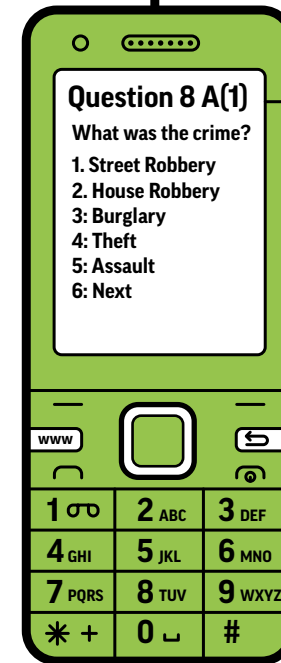 Question 8 A(1)
What was the crime?
1. Street Robbery
2. House Robbery
3: Burglary
4: Theft
5: Assault
6: Next
www
1 2 ABC 3 DEF
4 GHI 5 JKL 6 MNO
7 PQRS 8 TUV 9 WXYZ
* + 0 #